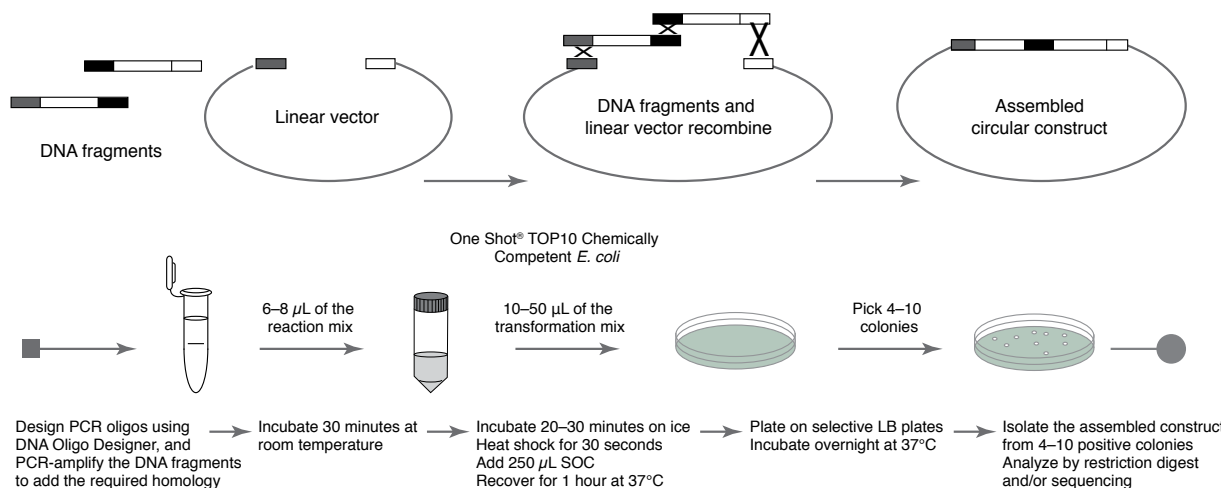 DNA fragments
Linear vector
DNA fragments and
linear vector recombine
Assembled
circular construct
One Shot® TOP10 Chemically
Competent E. coli
6–8 µL of the
reaction mix
10–50 µL of the
transformation mix
Pick 4–10
colonies
Design PCR oligos using
DNA Oligo Designer, and
PCR-amplify the DNA fragments
to add the required homology
Incubate 30 minutes at
room temperature
Incubate 20–30 minutes on ice
Heat shock for 30 seconds
Add 250 µL SOC
Recover for 1 hour at 37°C
Plate on selective LB plates
Incubate overnight at 37°C
Isolate the assembled construct
from 4–10 positive colonies
Analyze by restriction digest
and/or sequencing